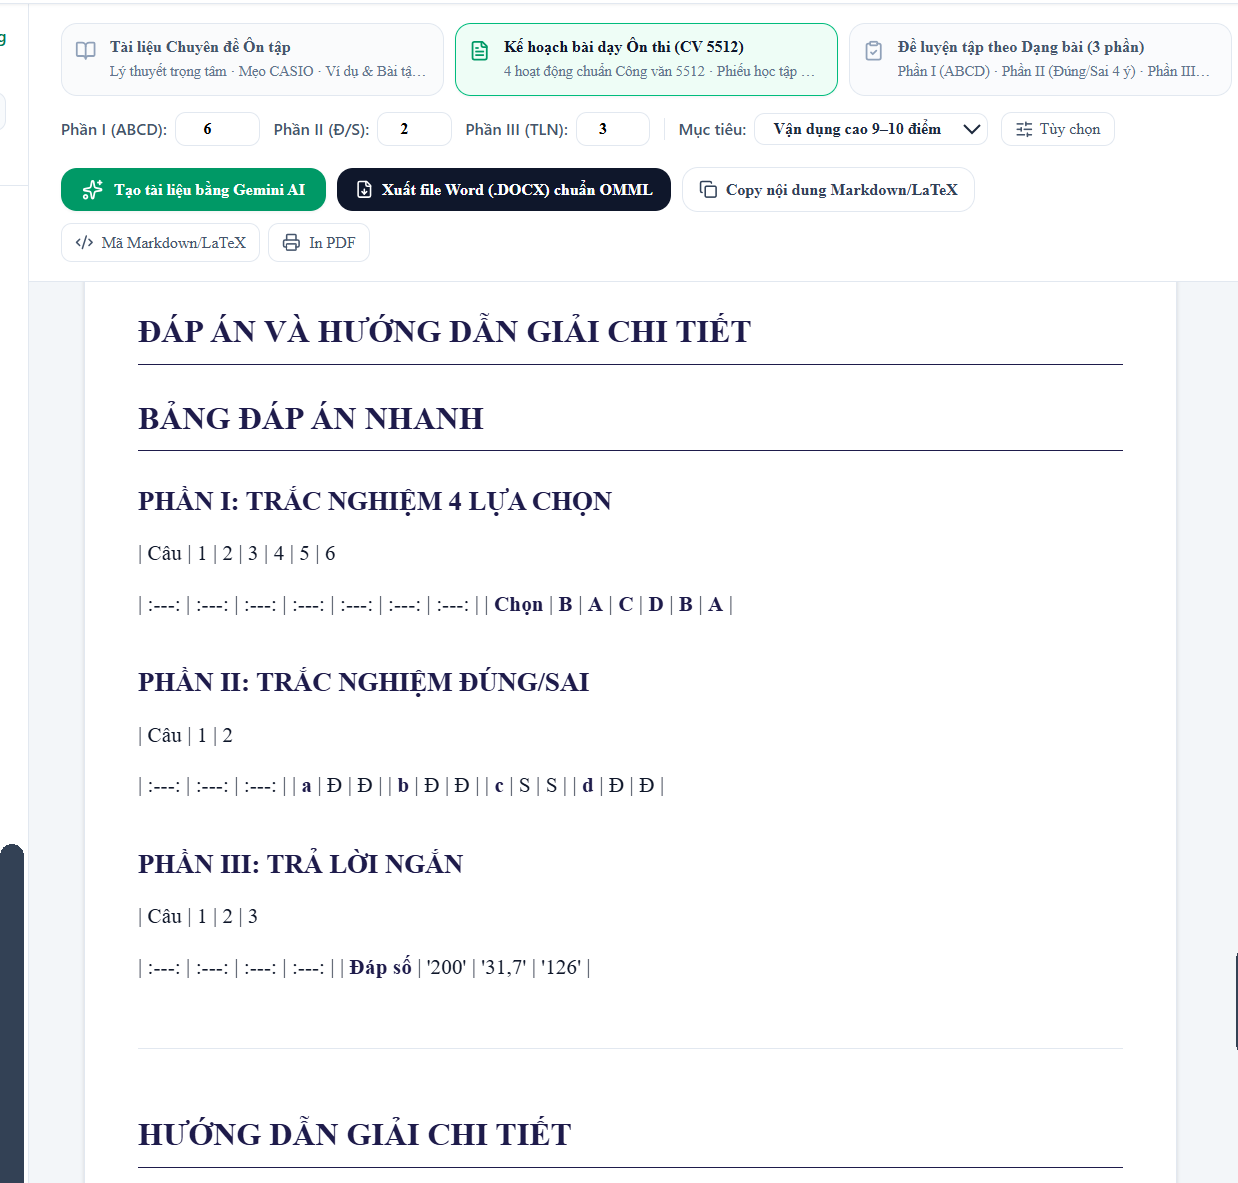 g
Tài liệu Chuyên đề Ôn tập
Lý thuyết trọng tâm · Mẹo CASIO · Ví dụ & Bài tậ...
Kế hoạch bài dạy Ôn thi (CV 5512)
4 hoạt động chuẩn Công văn 5512 · Phiếu học tập ...
Đề luyện tập theo Dạng bài (3 phần)
Phần I (ABCD) · Phần II (Đúng/Sai 4 ý) · Phần III...
Phần I (ABCD): 6 Phần II (Đ/S): 2 Phần III (TLN): 3 Mục tiêu: Vận dụng cao 9–10 điểm Tùy chọn
Tạo tài liệu bằng Gemini AI Xuất file Word (.DOCX) chuẩn OMML Copy nội dung Markdown/LaTeX
</> Mã Markdown/LaTeX In PDF
ĐÁP ÁN VÀ HƯỚNG DẪN GIẢI CHI TIẾT
BẢNG ĐÁP ÁN NHANH
PHẦN I: TRẮC NGHIỆM 4 LỰA CHỌN
| Câu | 1 | 2 | 3 | 4 | 5 | 6
| :---: | :---: | :---: | :---: | :---: | :---: | :---: | | Chọn | B | A | C | D | B | A |
PHẦN II: TRẮC NGHIỆM ĐÚNG/SAI
| Câu | 1 | 2
| :---: | :---: | :---: | | a | Đ | Đ | | b | Đ | Đ | | c | S | S | | d | Đ | Đ |
PHẦN III: TRẢ LỜI NGẮN
| Câu | 1 | 2 | 3
| :---: | :---: | :---: | :---: | | Đáp số | '200' | '31,7' | '126' |
HƯỚNG DẪN GIẢI CHI TIẾT